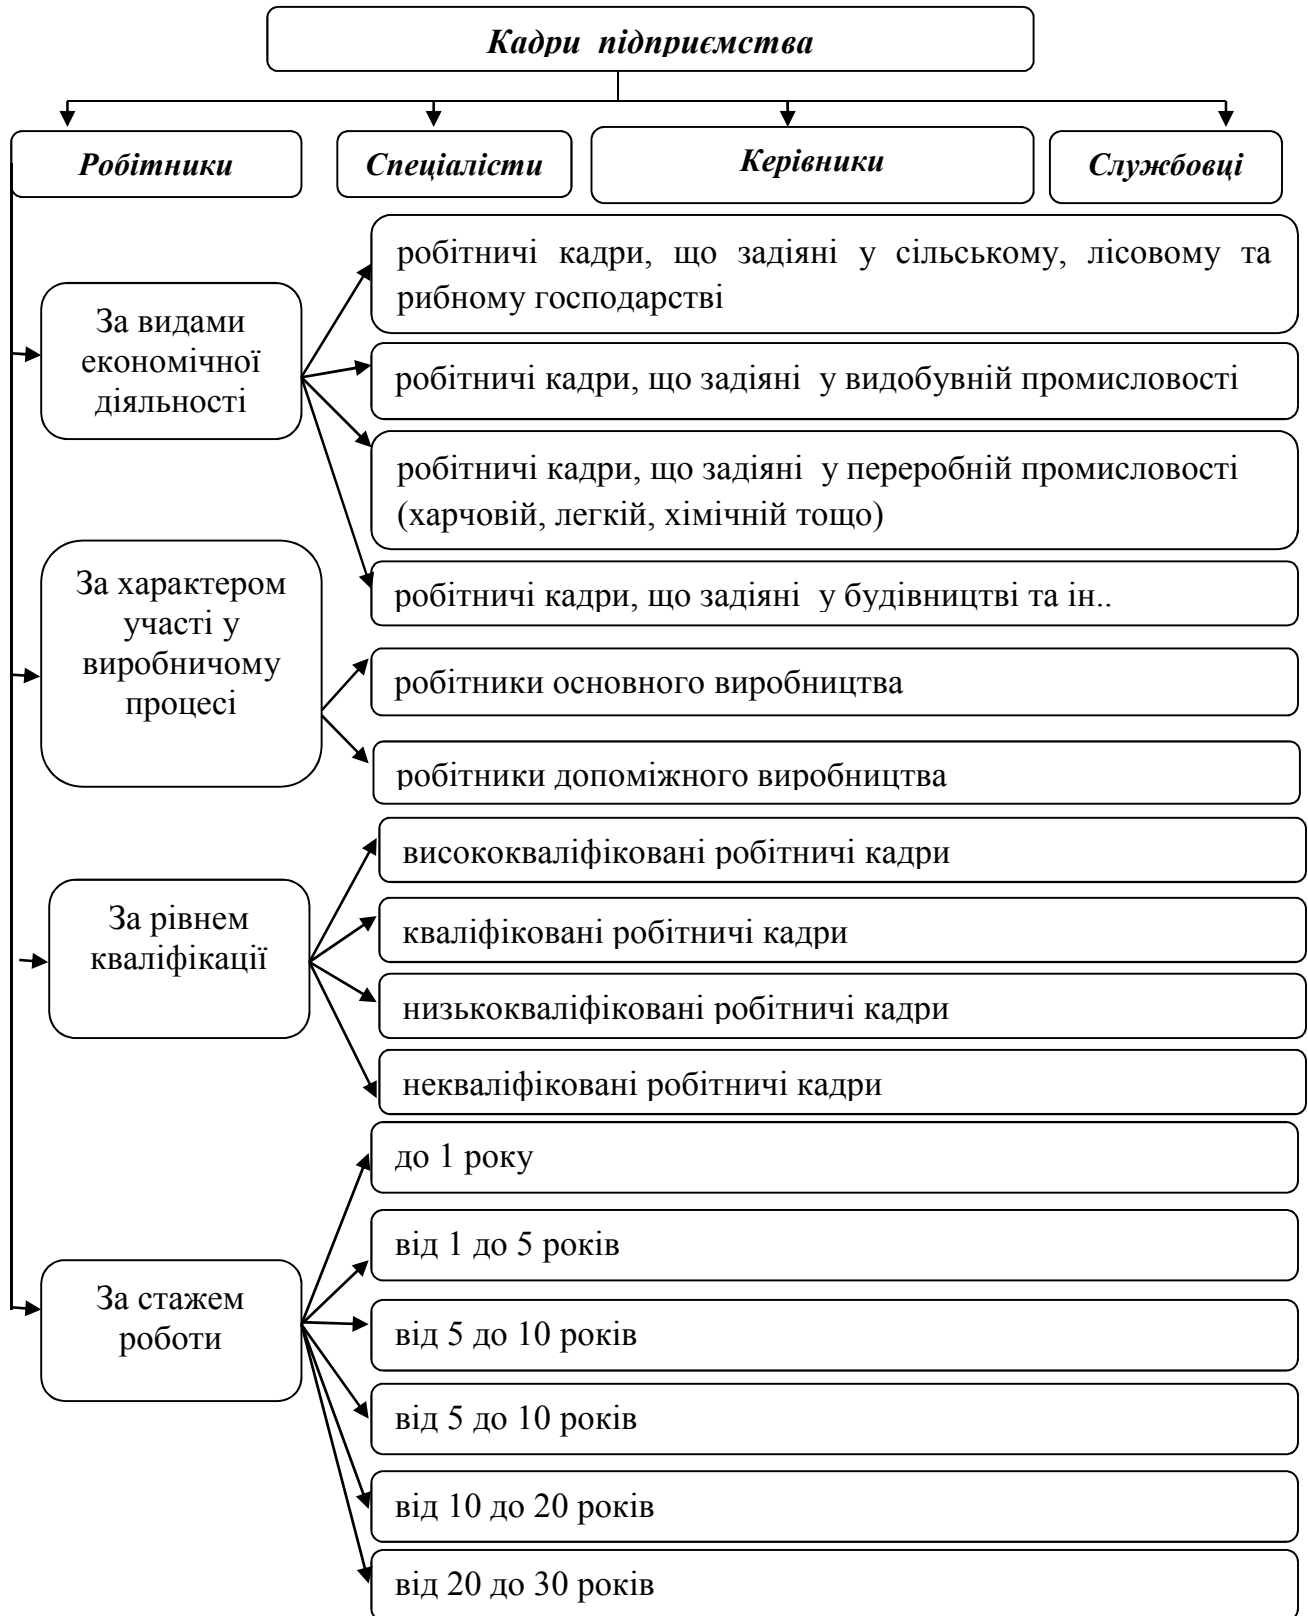 Кадри підприємства
Робітники
Спеціалісти
Керівники
Службовці
За видами
економічної
діяльності
робітничі кадри, що задіяні у сільському, лісовому та
рибному господарстві
робітничі кадри, що задіяні у видобувній промисловості
робітничі кадри, що задіяні у переробній промисловості
(харчовій, легкій, хімічній тощо)
робітничі кадри, що задіяні у будівництві та ін..
За характером
участі у
виробничому
процесі
робітники основного виробництва
робітники допоміжного виробництва
За рівнем
кваліфікації
висококваліфіковані робітничі кадри
кваліфіковані робітничі кадри
низькокваліфіковані робітничі кадри
некваліфіковані робітничі кадри
За стажем
роботи
до 1 року
від 1 до 5 років
від 5 до 10 років
від 5 до 10 років
від 10 до 20 років
від 20 до 30 років